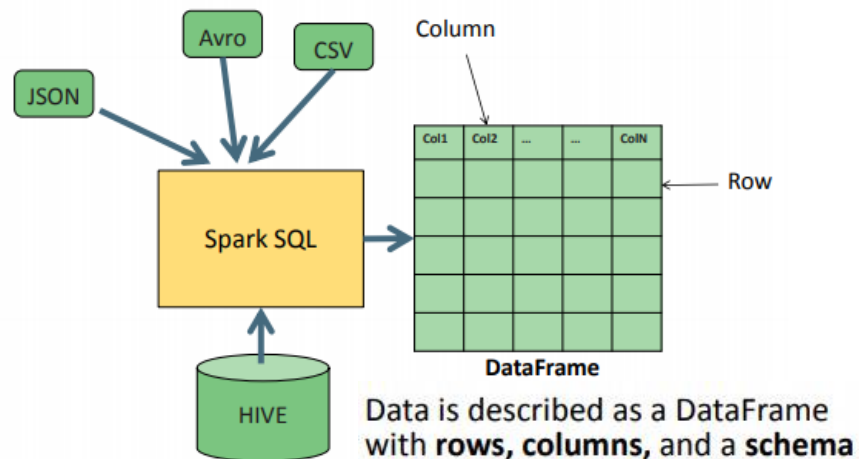 Avro
CSV
JSON
Column
Col1 Col2 ... ... ColN
Row
Spark SQL
DataFrame
HIVE
Data is described as a DataFrame
with rows, columns, and a schema